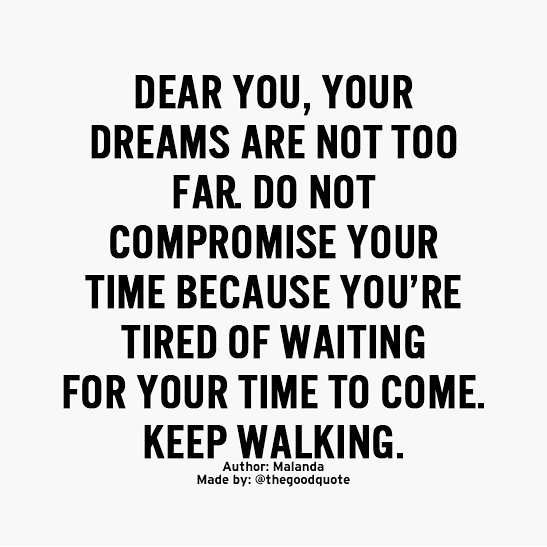 DEAR YOU, YOUR
DREAMS ARE NOT TOO
FAR. DO NOT
COMPROMISE YOUR
TIME BECAUSE YOU’RE
TIRED OF WAITING
FOR YOUR TIME TO COME.
KEEP WALKING.
Author: Malanda
Made by: @thegoodquote